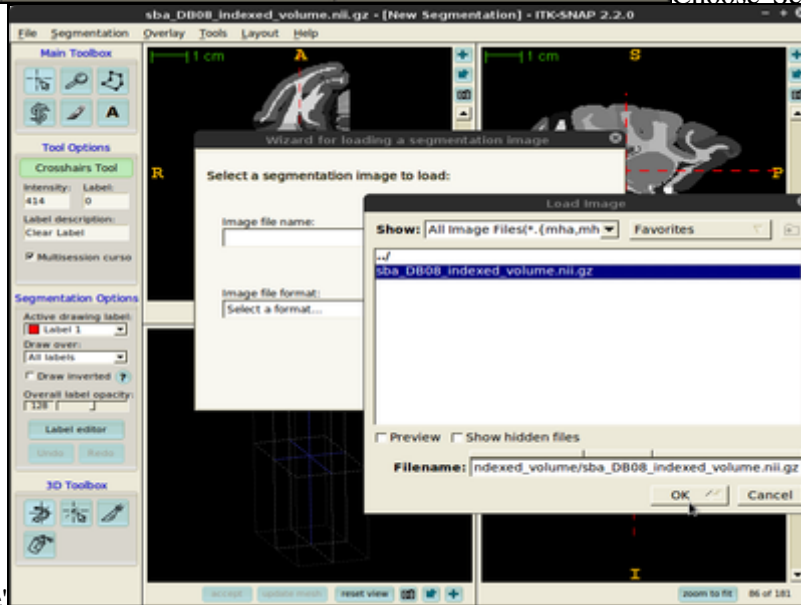 sba_DB08_indexed_volume.nii.gz - [New Segmentation] - ITK-SNAP 2.2.0
File Segmentation Overlay Tools Layout Help
Main Toolbox
A
Tool Options
Crosshairs Tool
Intensity: Label:
414 0
Label description:
Clear Label
Multisession curso
Segmentation Options
Active drawing label:
Label 1
Draw over:
All labels
Draw inverted ?
Overall label opacity:
128
Label editor
Undo Redo
3D Toolbox
1 cm
A
R
1 cm
S
P
Wizard for loading a segmentation image
Select a segmentation image to load:
Image file name:
Image file format:
Select a format...
Load Image
Show: All Image Files(*.{mha,mh
Favorites
../
sba_DB08_indexed_volume.nii.gz
Preview Show hidden files
Filename: ndexed_volume/sba_DB08_indexed_volume.nii.gz
OK Cancel
I
accept update mesh reset view
zoom to fit 86 of 181